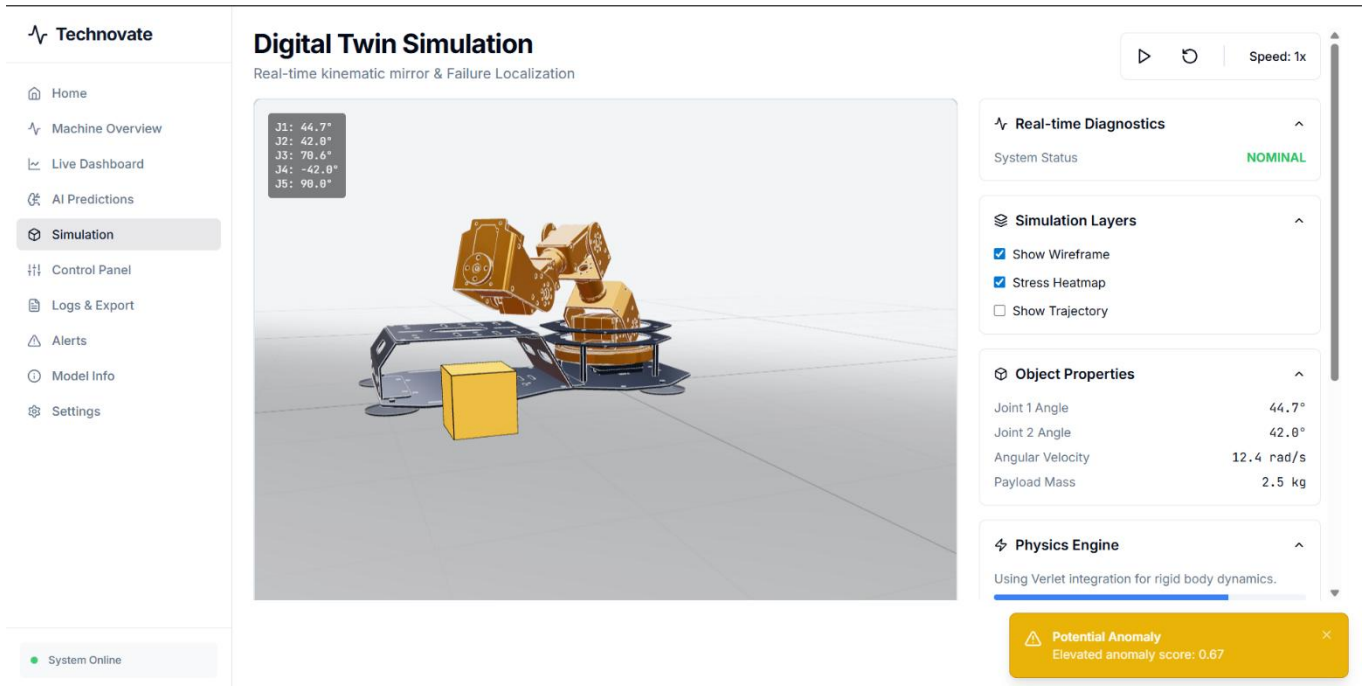 Technovate
Home
Machine Overview
Live Dashboard
AI Predictions
Simulation
Control Panel
Logs & Export
Alerts
Model Info
Settings
System Online
Digital Twin Simulation
Real-time kinematic mirror & Failure Localization
Speed: 1x
J1: 44.7°
J2: 42.0°
J3: 70.6°
J4: -42.0°
J5: 90.0°
Real-time Diagnostics
System Status NOMINAL
Simulation Layers
Show Wireframe
Stress Heatmap
Show Trajectory
Object Properties
Joint 1 Angle 44.7°
Joint 2 Angle 42.0°
Angular Velocity 12.4 rad/s
Payload Mass 2.5 kg
Physics Engine
Using Verlet integration for rigid body dynamics.
Potential Anomaly
Elevated anomaly score: 0.67